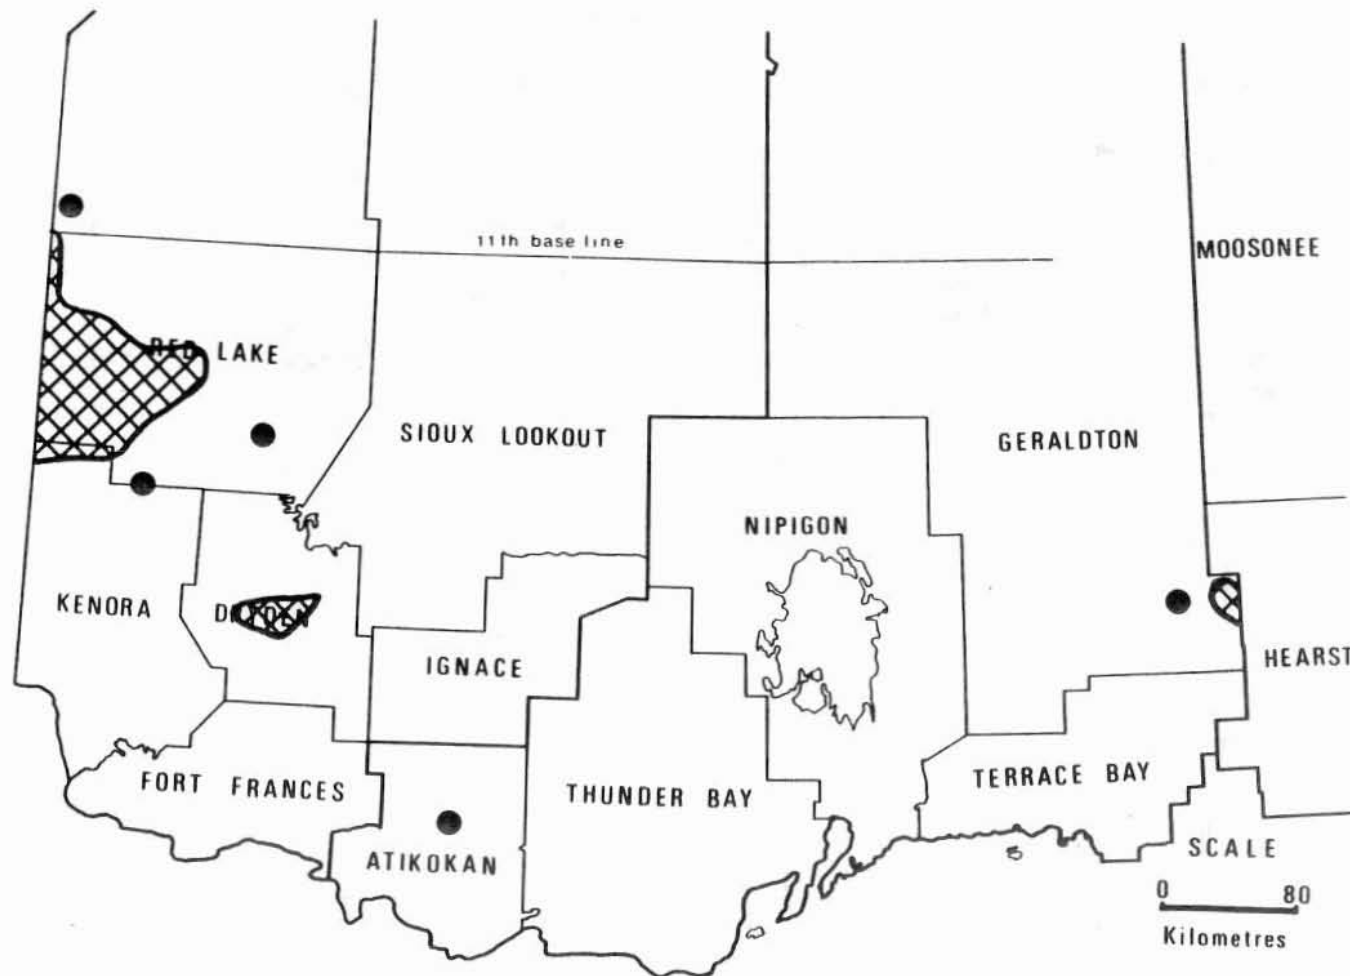 11th base line
MOOSONEE
RED LAKE
SIOUX LOOKOUT
GERALDTON
NIPIGON
KENORA
IGNACE
HEARST
FORT FRANCES
THUNDER BAY
TERRACE BAY
ATIKOKAN
SCALE
0 80
Kilometres